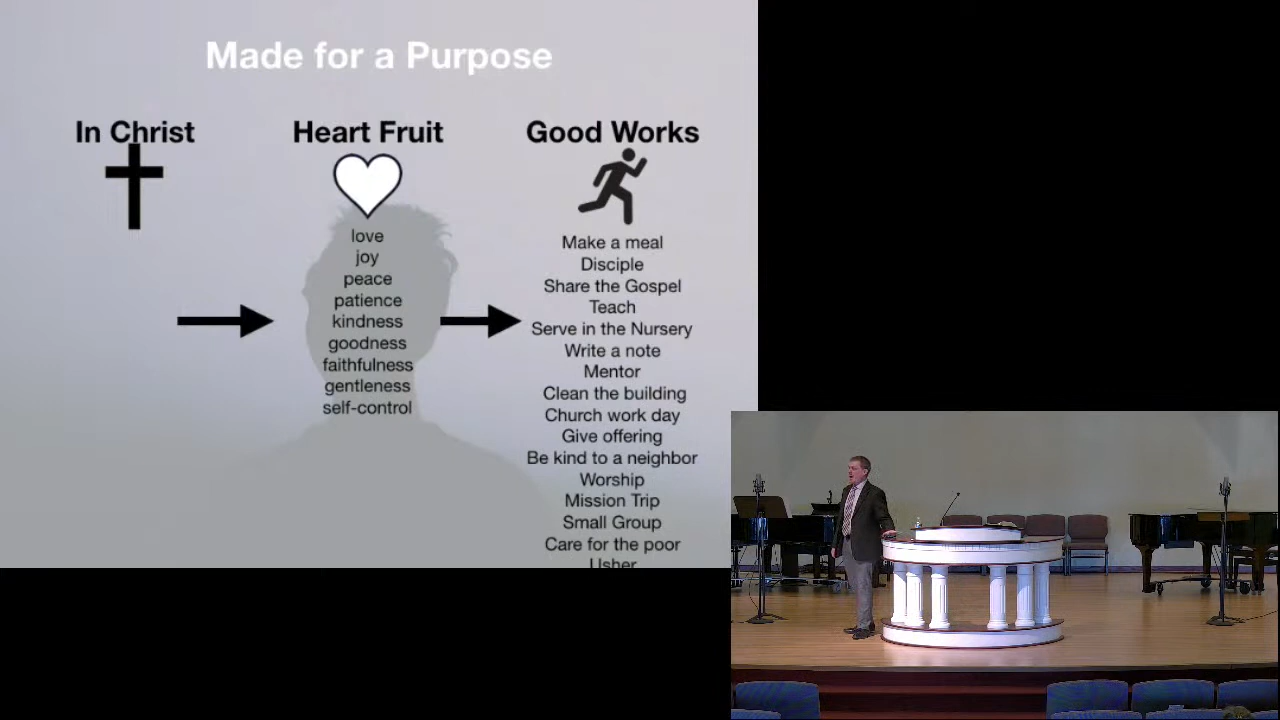 Made for a Purpose
In Christ
Heart Fruit
love
joy
peace
patience
kindness
goodness
faithfulness
gentleness
self-control
Good Works
Make a meal
Disciple
Share the Gospel
Teach
Serve in the Nursery
Write a note
Mentor
Clean the building
Church work day
Give offering
Be kind to a neighbor
Worship
Mission Trip
Small Group
Care for the poor
Usher